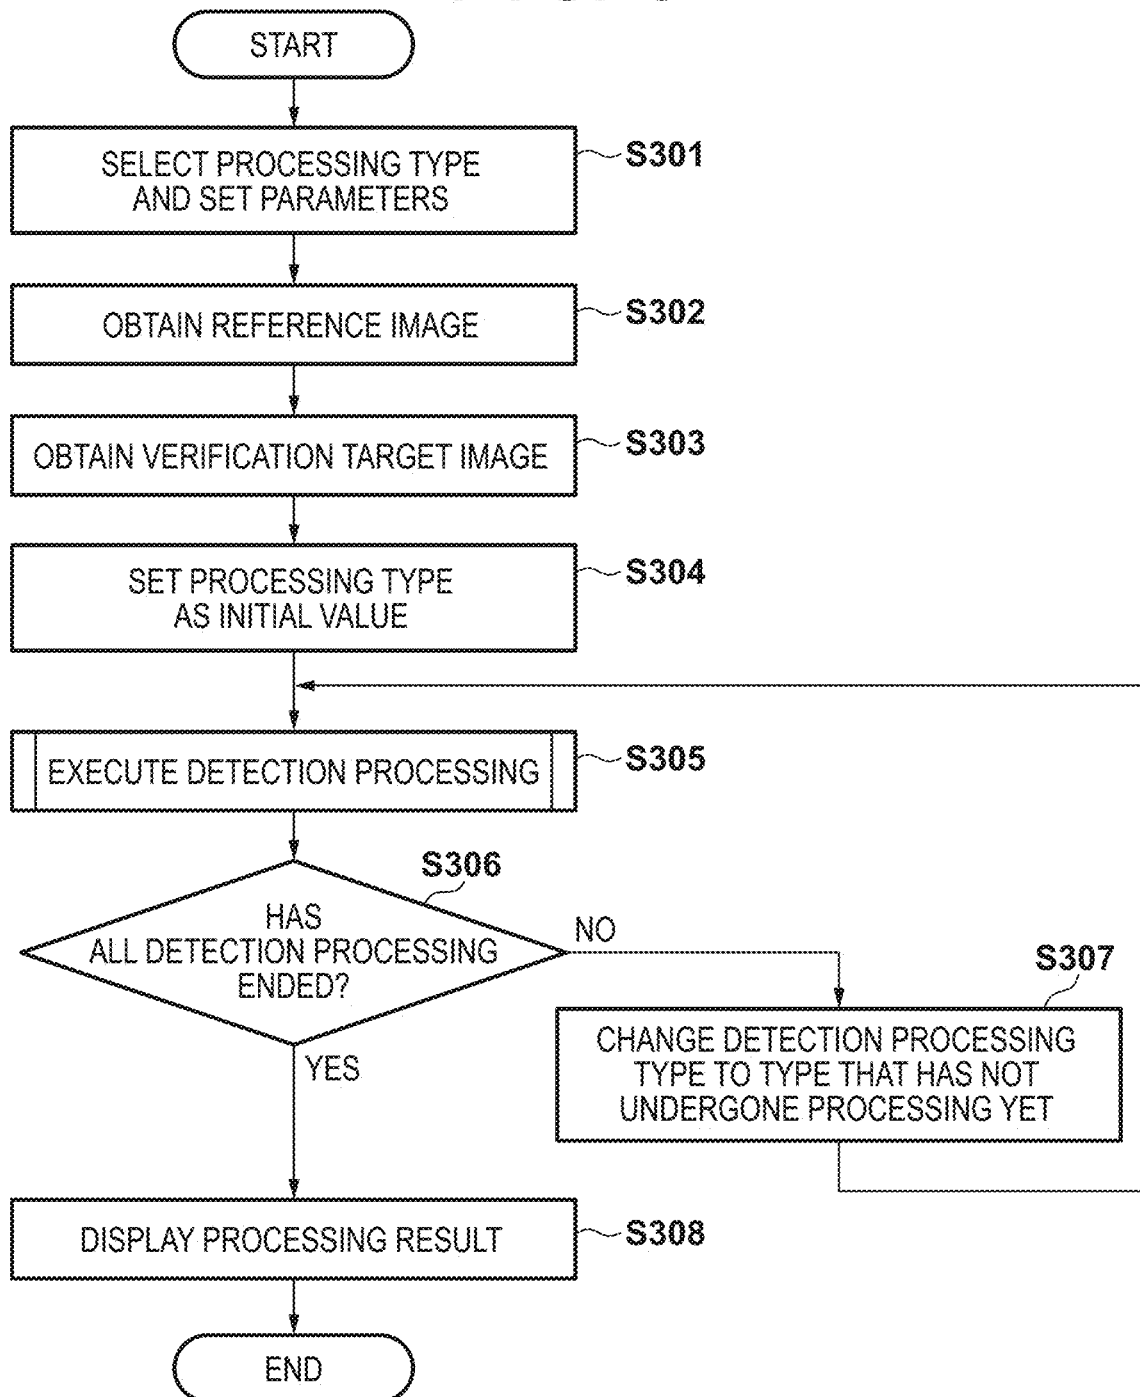 START
SELECT PROCESSING TYPE
AND SET PARAMETERS
S301
OBTAIN REFERENCE IMAGE
S302
OBTAIN VERIFICATION TARGET IMAGE
S303
SET PROCESSING TYPE
AS INITIAL VALUE
S304
EXECUTE DETECTION PROCESSING
S305
S306
HAS
ALL DETECTION PROCESSING
ENDED?
NO
YES
S307
CHANGE DETECTION PROCESSING
TYPE TO TYPE THAT HAS NOT
UNDERGONE PROCESSING YET
DISPLAY PROCESSING RESULT
S308
END